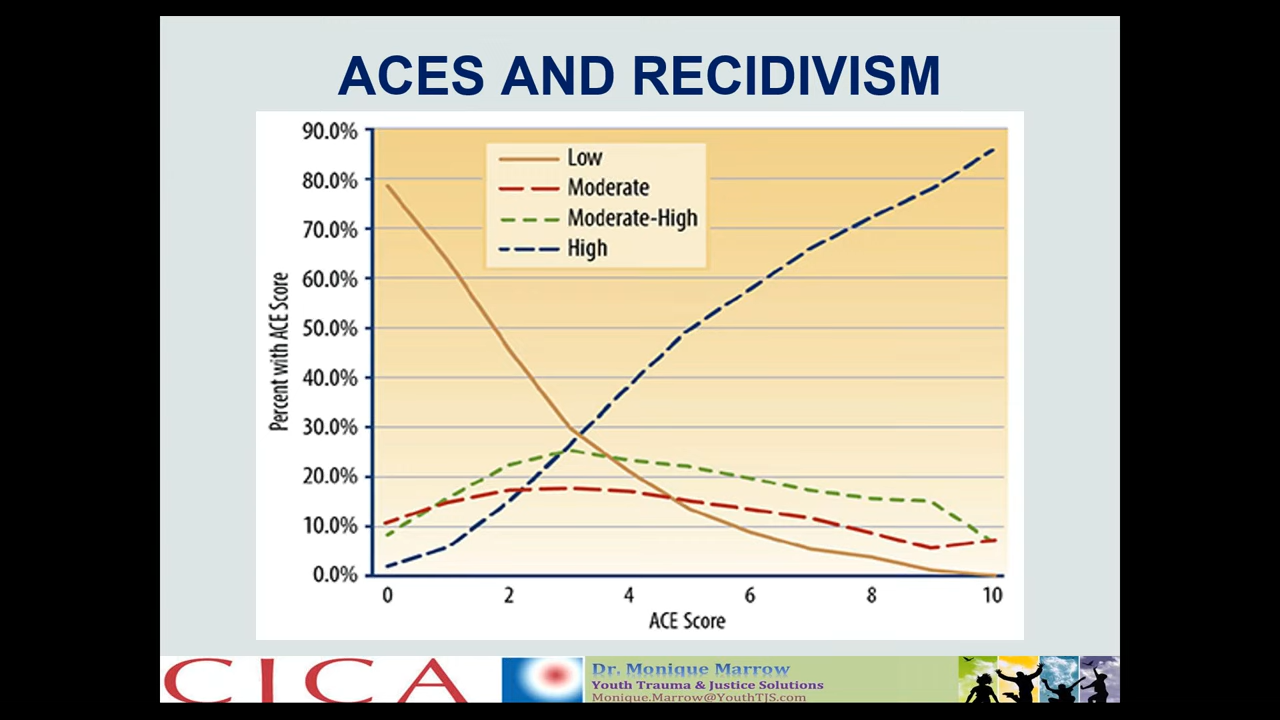 ACES AND RECIDIVISM
90.0%
80.0%
70.0%
60.0%
50.0%
40.0%
30.0%
20.0%
10.0%
0.0%
Percent with ACE Score
Low
Moderate
Moderate-High
High
0 2 4 6 8 10
ACE Score
CICA
Dr. Monique Marrow
Youth Trauma & Justice Solutions
Monique.Marrow@YouthTJS.com